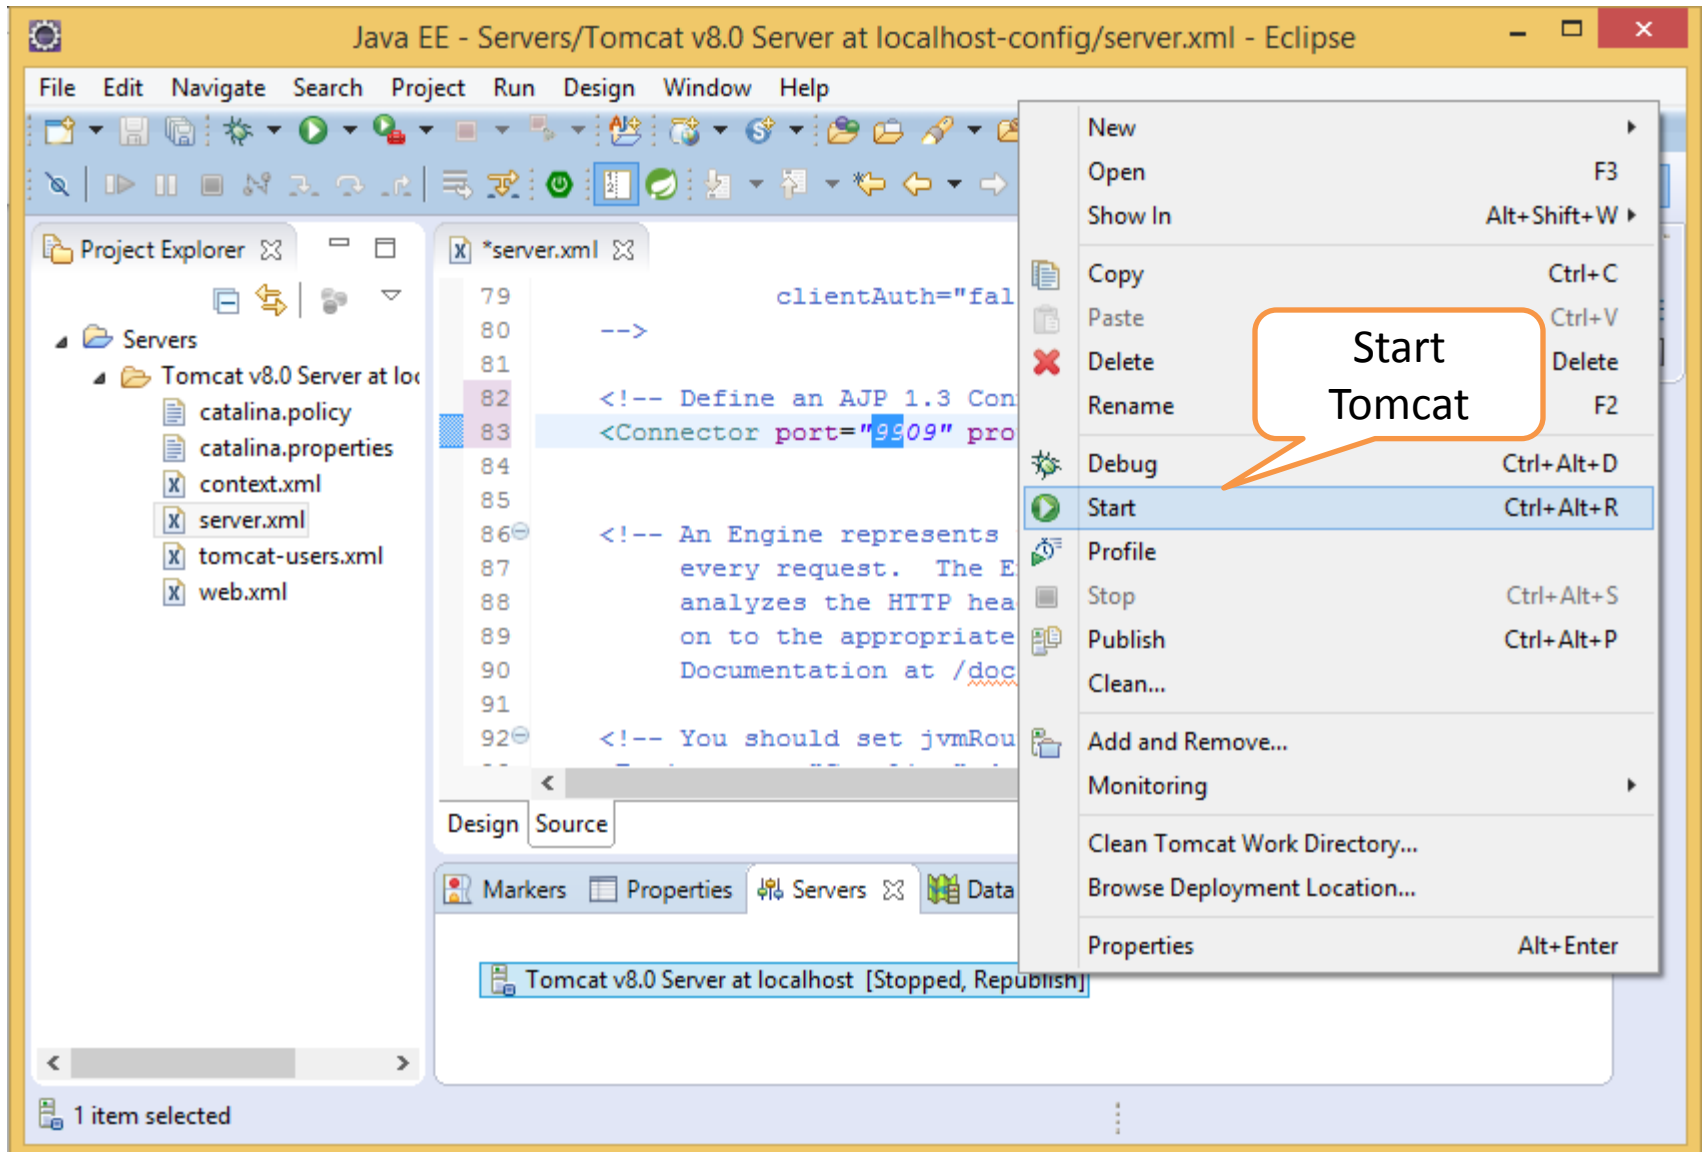 Java EE - Servers/Tomcat v8.0 Server at localhost-config/server.xml - Eclipse
File Edit Navigate Search Project Run Design Window Help
Project Explorer
Servers
Tomcat v8.0 Server at loc
catalina.policy
catalina.properties
context.xml
server.xml
tomcat-users.xml
web.xml
*server.xml
79 clientAuth="fal
80 -->
81
82 <!-- Define an AJP 1.3 Con
83 <Connector port="9909" pro
84
85
86 <!-- An Engine represents
87 every request. The E
88 analyzes the HTTP hea
89 on to the appropriate
90 Documentation at /doc
91
92 <!-- You should set jvmRou
Design Source
Markers Properties Servers Data
Tomcat v8.0 Server at localhost [Stopped, Republish]
1 item selected
New
Open F3
Show In Alt+Shift+W
Copy Ctrl+C
Paste Ctrl+V
Delete Delete
Rename F2
Debug Ctrl+Alt+D
Start Ctrl+Alt+R
Profile
Stop Ctrl+Alt+S
Publish Ctrl+Alt+P
Clean...
Add and Remove...
Monitoring
Clean Tomcat Work Directory...
Browse Deployment Location...
Properties Alt+Enter
Start
Tomcat